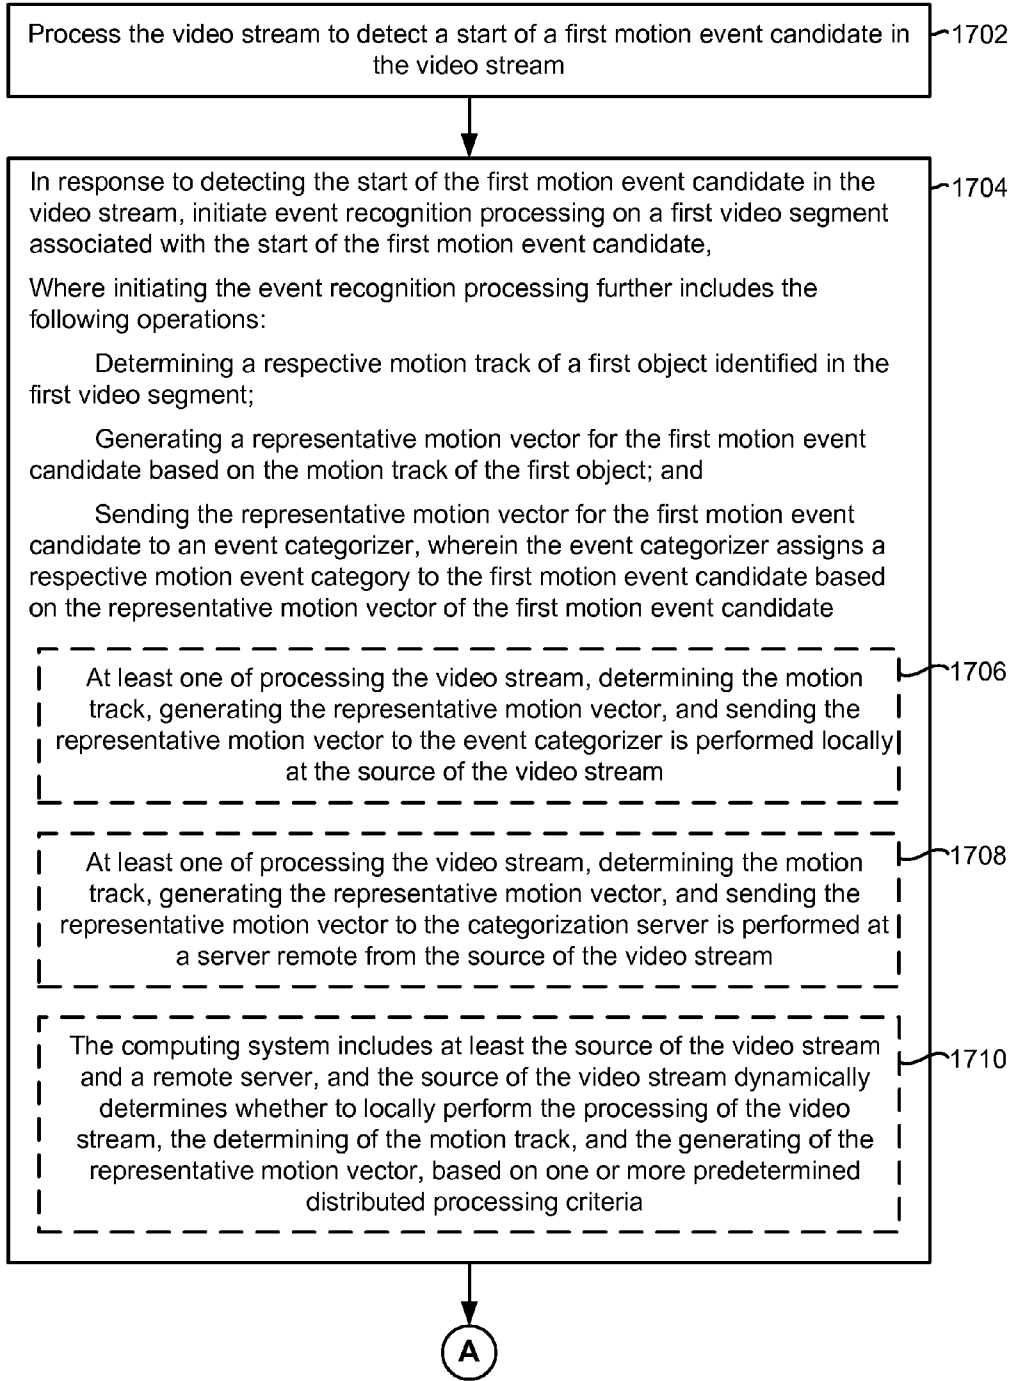 Process the video stream to detect a start of a first motion event candidate in
the video stream
1702
In response to detecting the start of the first motion event candidate in the
video stream, initiate event recognition processing on a first video segment
associated with the start of the first motion event candidate,
1704
Where initiating the event recognition processing further includes the
following operations:
Determining a respective motion track of a first object identified in the
first video segment;
Generating a representative motion vector for the first motion event
candidate based on the motion track of the first object; and
Sending the representative motion vector for the first motion event
candidate to an event categorizer, wherein the event categorizer assigns a
respective motion event category to the first motion event candidate based
on the representative motion vector of the first motion event candidate
At least one of processing the video stream, determining the motion
track, generating the representative motion vector, and sending the
representative motion vector to the event categorizer is performed locally
at the source of the video stream
1706
At least one of processing the video stream, determining the motion
track, generating the representative motion vector, and sending the
representative motion vector to the categorization server is performed at
a server remote from the source of the video stream
1708
The computing system includes at least the source of the video stream
and a remote server, and the source of the video stream dynamically
determines whether to locally perform the processing of the video
stream, the determining of the motion track, and the generating of the
representative motion vector, based on one or more predetermined
distributed processing criteria
1710
A